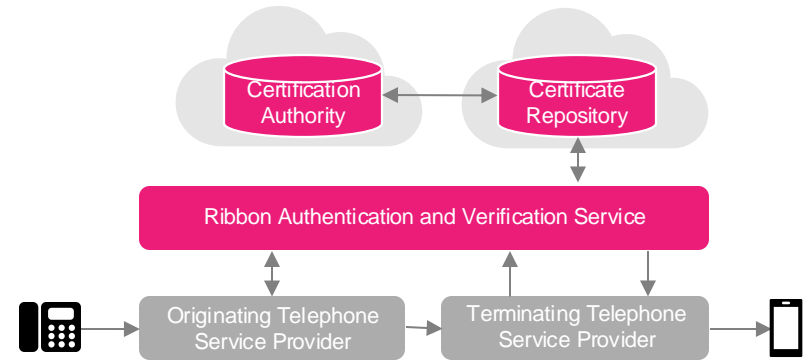 Certification
Authority
Certificate
Repository
Ribbon Authentication and Verification Service
Originating Telephone
Service Provider
Terminating Telephone
Service Provider